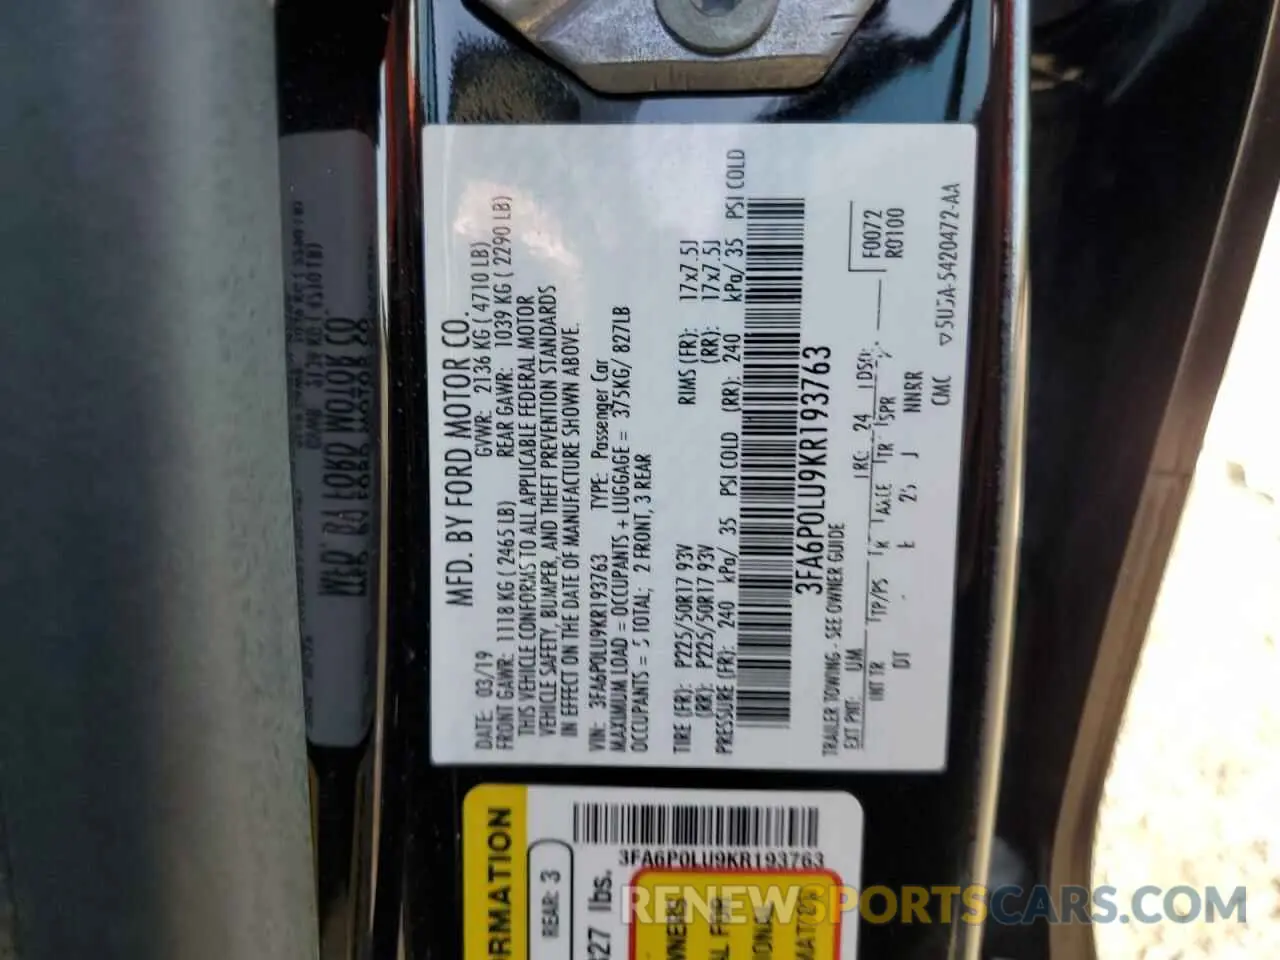 MFD. BY FORD MOTOR CO.
DATE: 03/19 GVWR: 2136 KG ( 4710 LB)
FRONT GAWR: 1118 KG ( 2465 LB) REAR GAWR: 1039 KG ( 2290 LB)
THIS VEHICLE CONFORMS TO ALL APPLICABLE FEDERAL MOTOR
VEHICLE SAFETY, BUMPER, AND THEFT PREVENTION STANDARDS
IN EFFECT ON THE DATE OF MANUFACTURE SHOWN ABOVE.
VIN: 3FA6P0LU9KR193763 TYPE: Passenger Car
MAXIMUM LOAD = OCCUPANTS + LUGGAGE = 375KG/ 827LB
OCCUPANTS = 5 TOTAL; 2 FRONT, 3 REAR
TIRE (FR): P225/50R17 93V RIMS (FR): 17x7.5J
(RR): P225/50R17 93V (RR): 17x7.5J
PRESSURE (FR): 240 kPa/ 35 PSI COLD (RR): 240 kPa/ 35 PSI COLD
3FA6P0LU9KR193763
TRAILER TOWING - SEE OWNER GUIDE
EXT PNT: UM RC: 24 DSO: F0072
INT TR TP/PS R AXLE TR SPR R0100
DT J NNRR
CMC 5U5A-5420472-AA
ORMATION
REAR: 3
827 lbs.
3FA6P0LU9KR193763
RENEWSPORTSCARS.COM